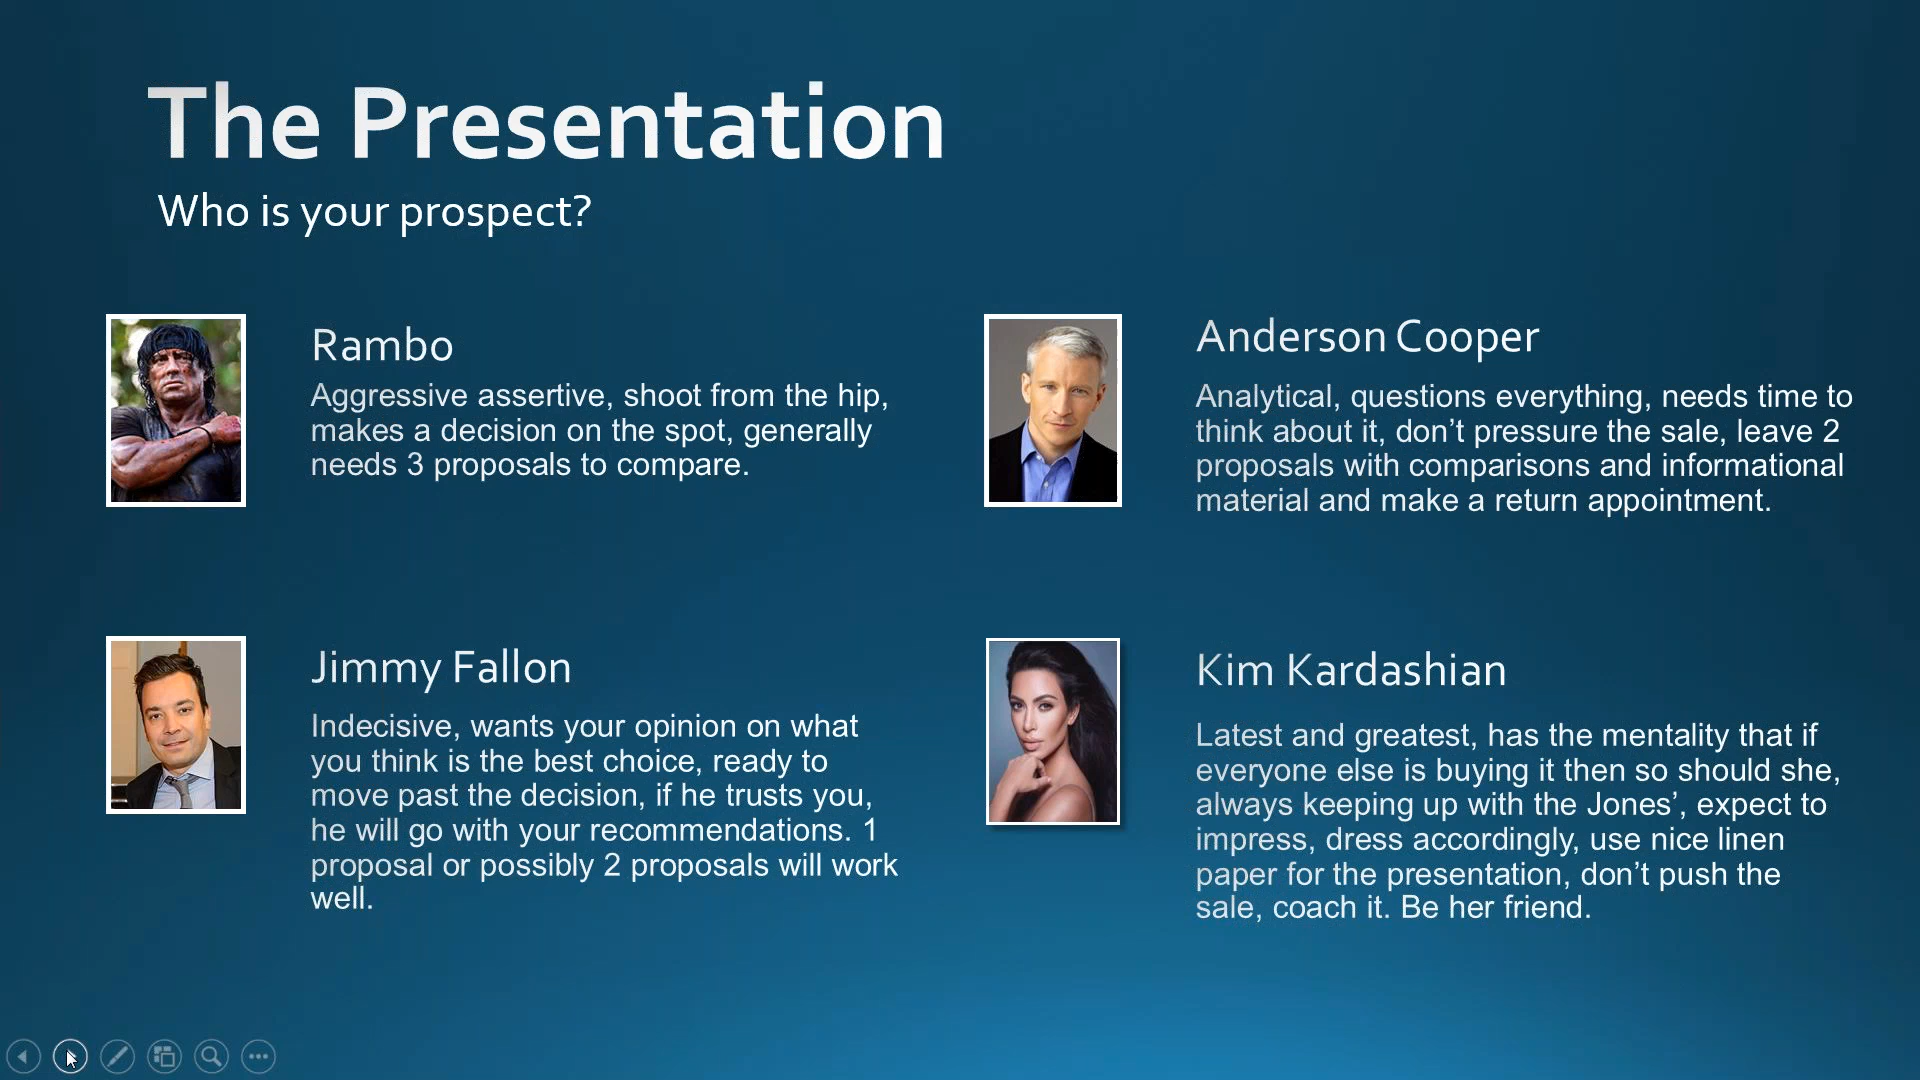 The Presentation
Who is your prospect?
Rambo
Aggressive assertive, shoot from the hip,
makes a decision on the spot, generally
needs 3 proposals to compare.
Anderson Cooper
Analytical, questions everything, needs time to
think about it, don’t pressure the sale, leave 2
proposals with comparisons and informational
material and make a return appointment.
Jimmy Fallon
Indecisive, wants your opinion on what
you think is the best choice, ready to
move past the decision, if he trusts you,
he will go with your recommendations. 1
proposal or possibly 2 proposals will work
well.
Kim Kardashian
Latest and greatest, has the mentality that if
everyone else is buying it then so should she,
always keeping up with the Jones’, expect to
impress, dress accordingly, use nice linen
paper for the presentation, don’t push the
sale, coach it. Be her friend.